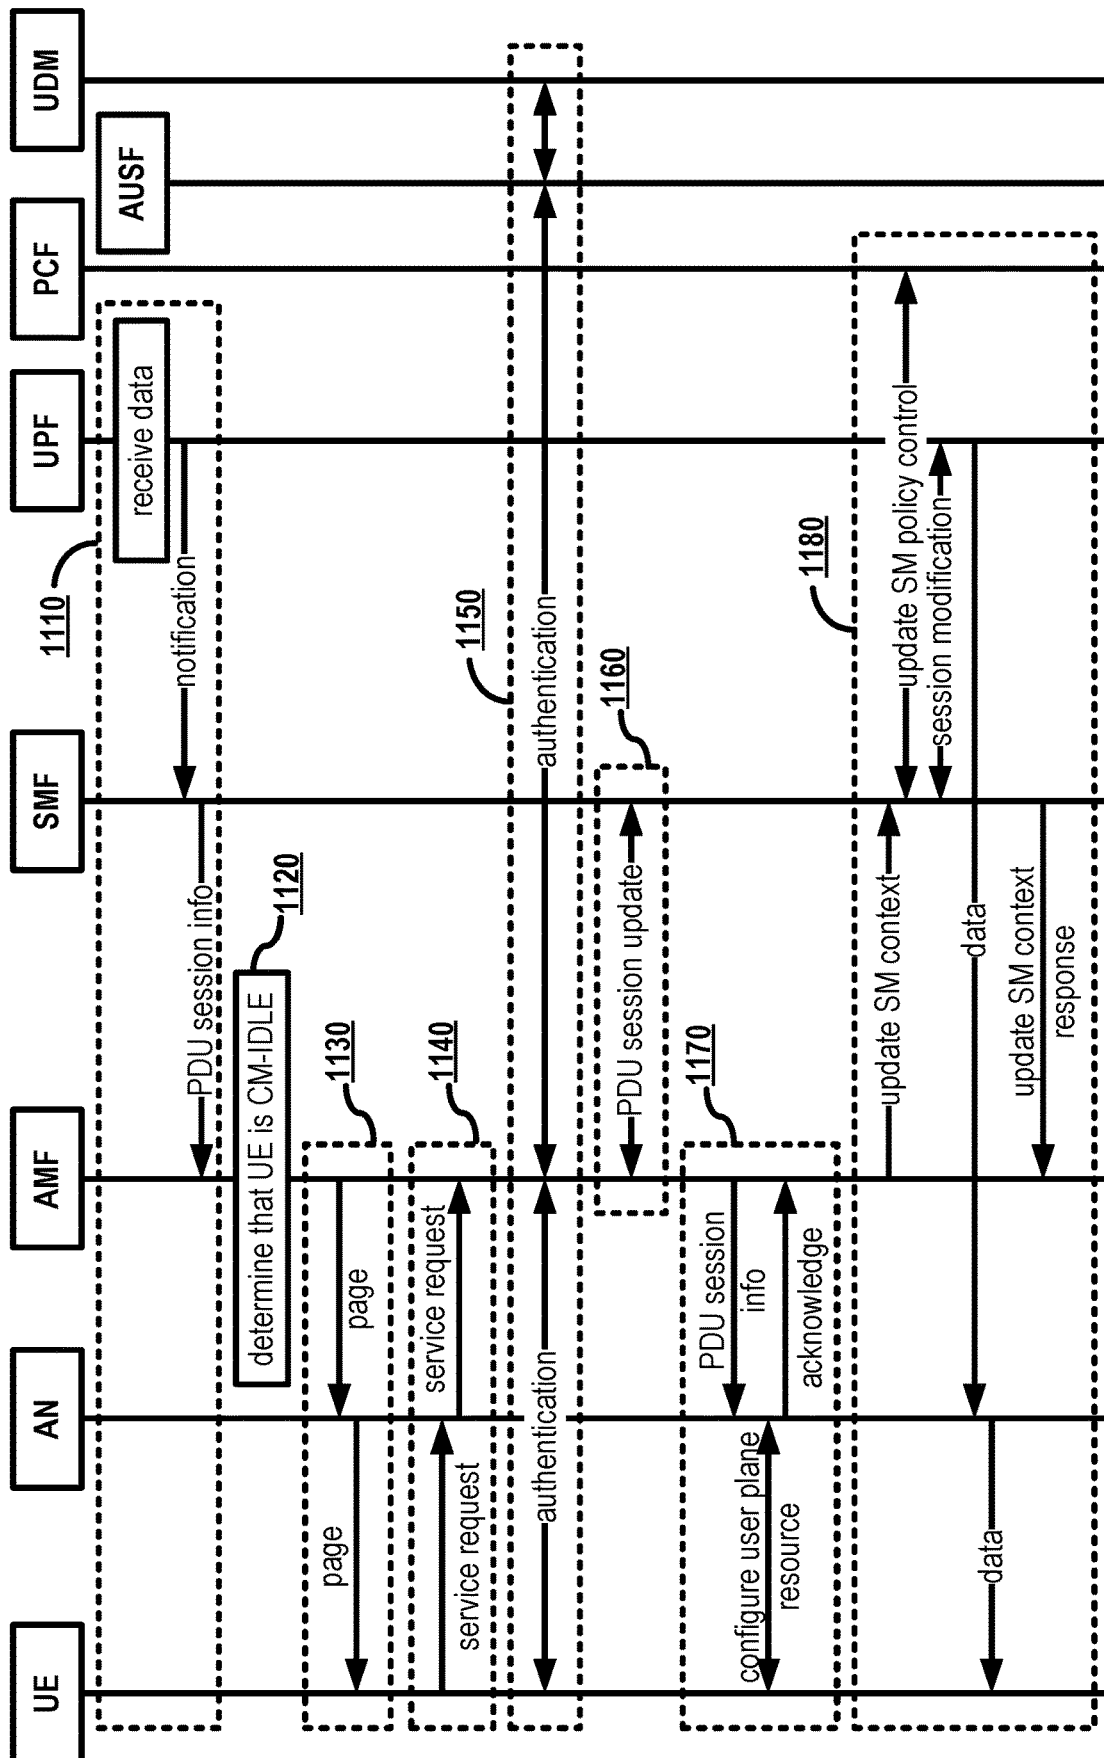 UE
AN
AMF
SMF
UPF
PCF
AUSF
UDM
1110
receive data
notification
PDU session info
determine that UE is CM-IDLE
1120
page
page
1130
service request
service request
1140
authentication
authentication
1150
PDU session update
1160
PDU session
info
configure user plane
resource
acknowledge
1170
1180
update SM context
update SM policy control
session modification
data
data
update SM context
response